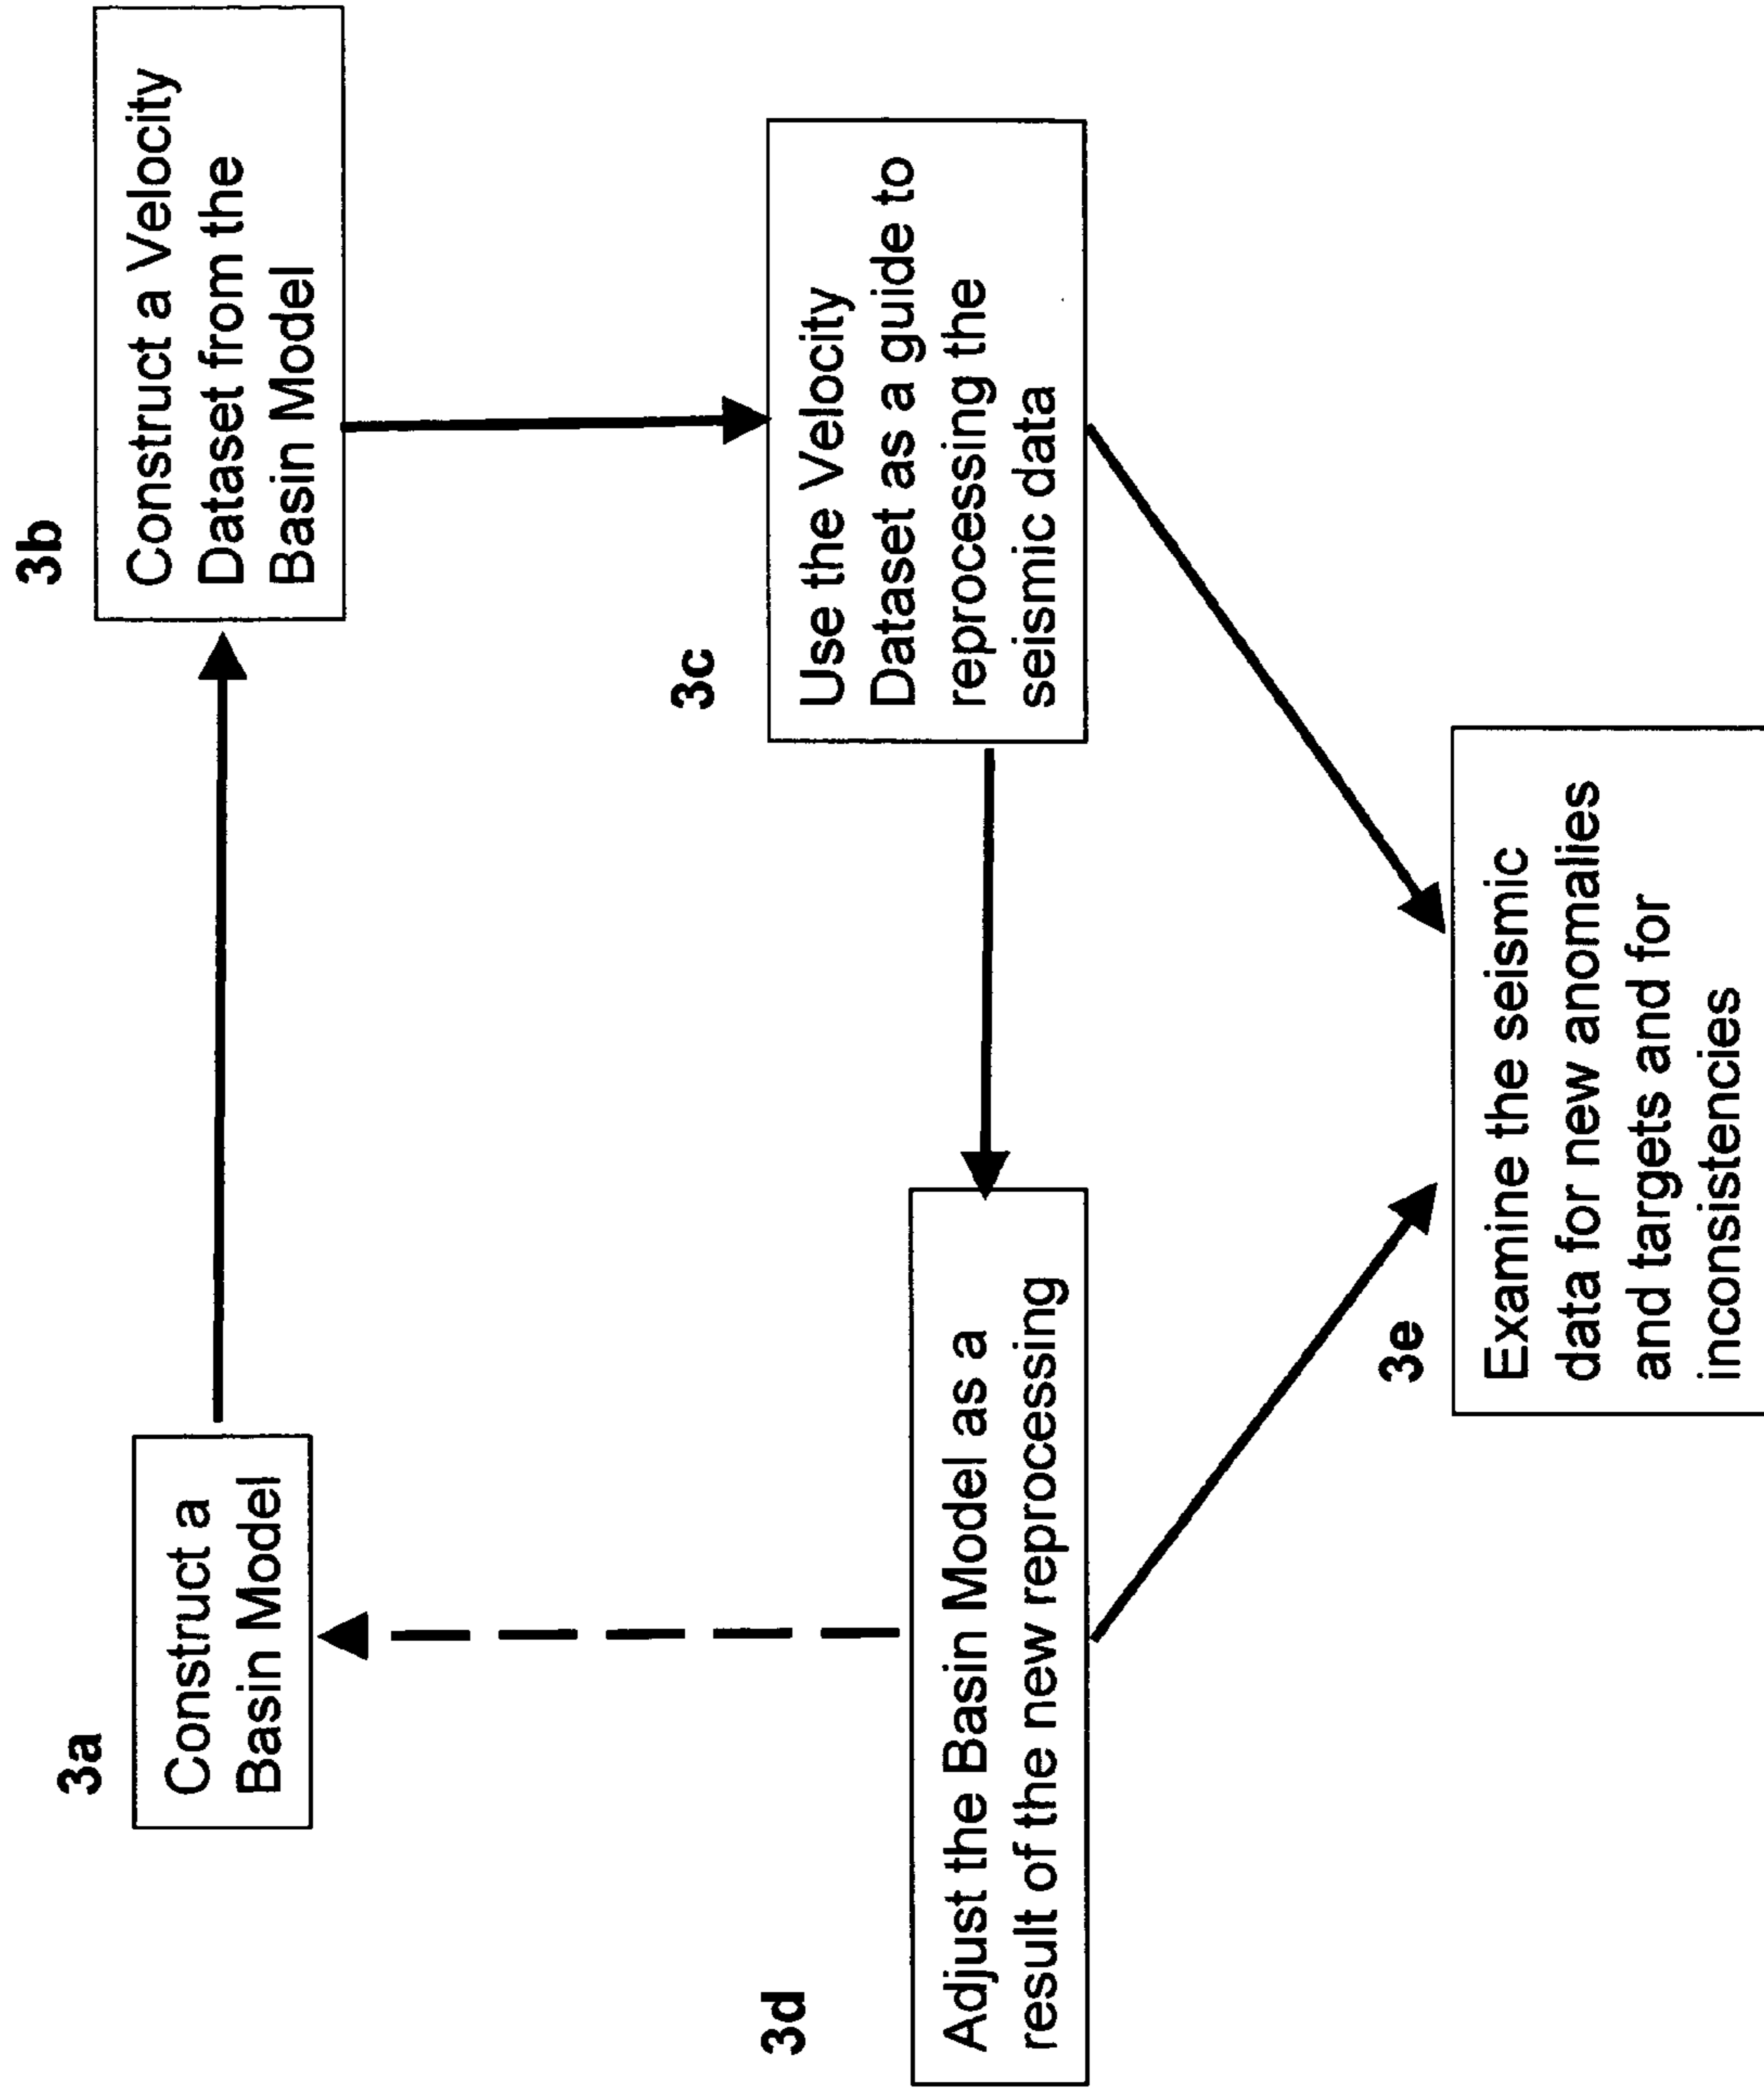 3a
Construct a
Basin Model
3b
Construct a Velocity
Dataset from the
Basin Model
3c
Use the Velocity
Dataset as a guide to
reprocessing the
seismic data
3d
Adjust the Basin Model as a
result of the new reprocessing
3e
Examine the seismic
data for new anomalies
and targets and for
inconsistencies